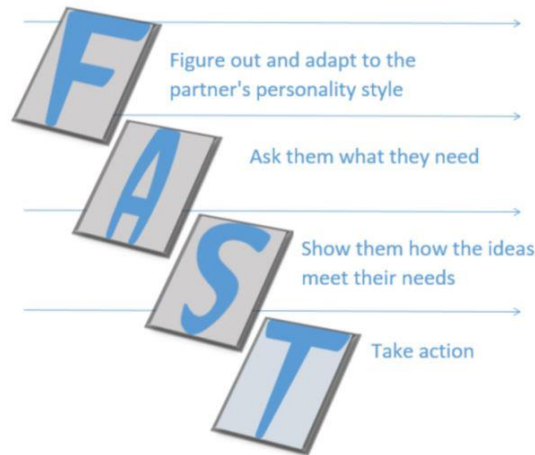 F
Figure out and adapt to the
partner's personality style
A
Ask them what they need
S
Show them how the ideas
meet their needs
T
Take action